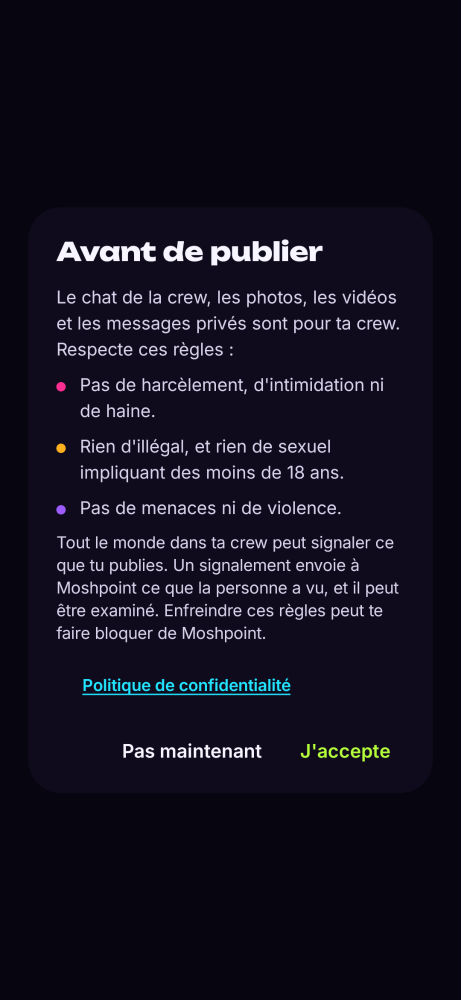 Avant de publier
Le chat de la crew, les photos, les vidéos
et les messages privés sont pour ta crew.
Respecte ces règles :
Pas de harcèlement, d'intimidation ni
de haine.
Rien d'illégal, et rien de sexuel
impliquant des moins de 18 ans.
Pas de menaces ni de violence.
Tout le monde dans ta crew peut signaler ce
que tu publies. Un signalement envoie à
Moshpoint ce que la personne a vu, et il peut
être examiné. Enfreindre ces règles peut te
faire bloquer de Moshpoint.
Politique de confidentialité
Pas maintenant J'accepte